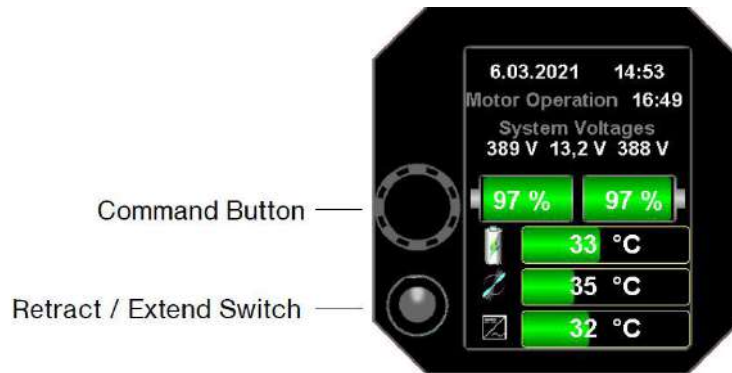 6.03.2021 14:53
Motor Operation 16:49
System Voltages
389 V 13,2 V 388 V
97 % 97 %
Command Button
33 °C
35 °C
Retract / Extend Switch
32 °C